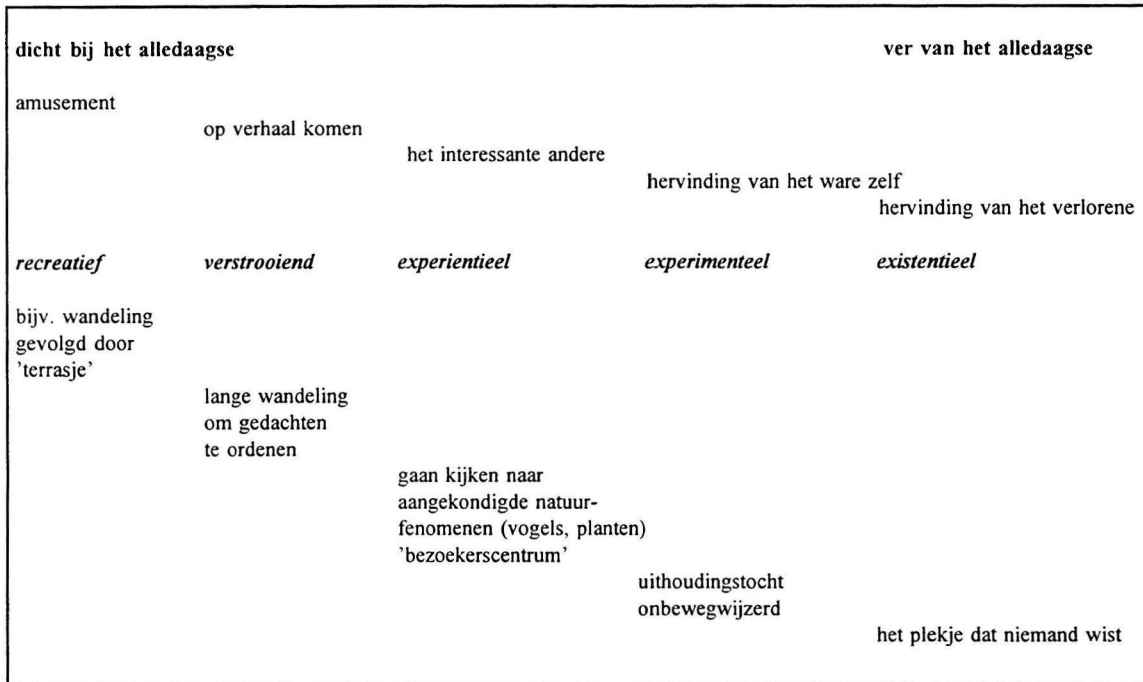 dicht bij het alledaagse ver van het alledaagse
amusement
op verhaal komen
het interessante andere
hervinding van het ware zelf
hervinding van het verlorene
recreatief verstrooiend experientieel experimenteel existentieel
bijv. wandeling
gevolgd door
'terrasje'
lange wandeling
om gedachten
te ordenen
gaan kijken naar
aangekondigde natuur-
fenomenen (vogels, planten)
'bezoekerscentrum'
uithoudingstocht
onbewegwijzerd
het plekje dat niemand wist